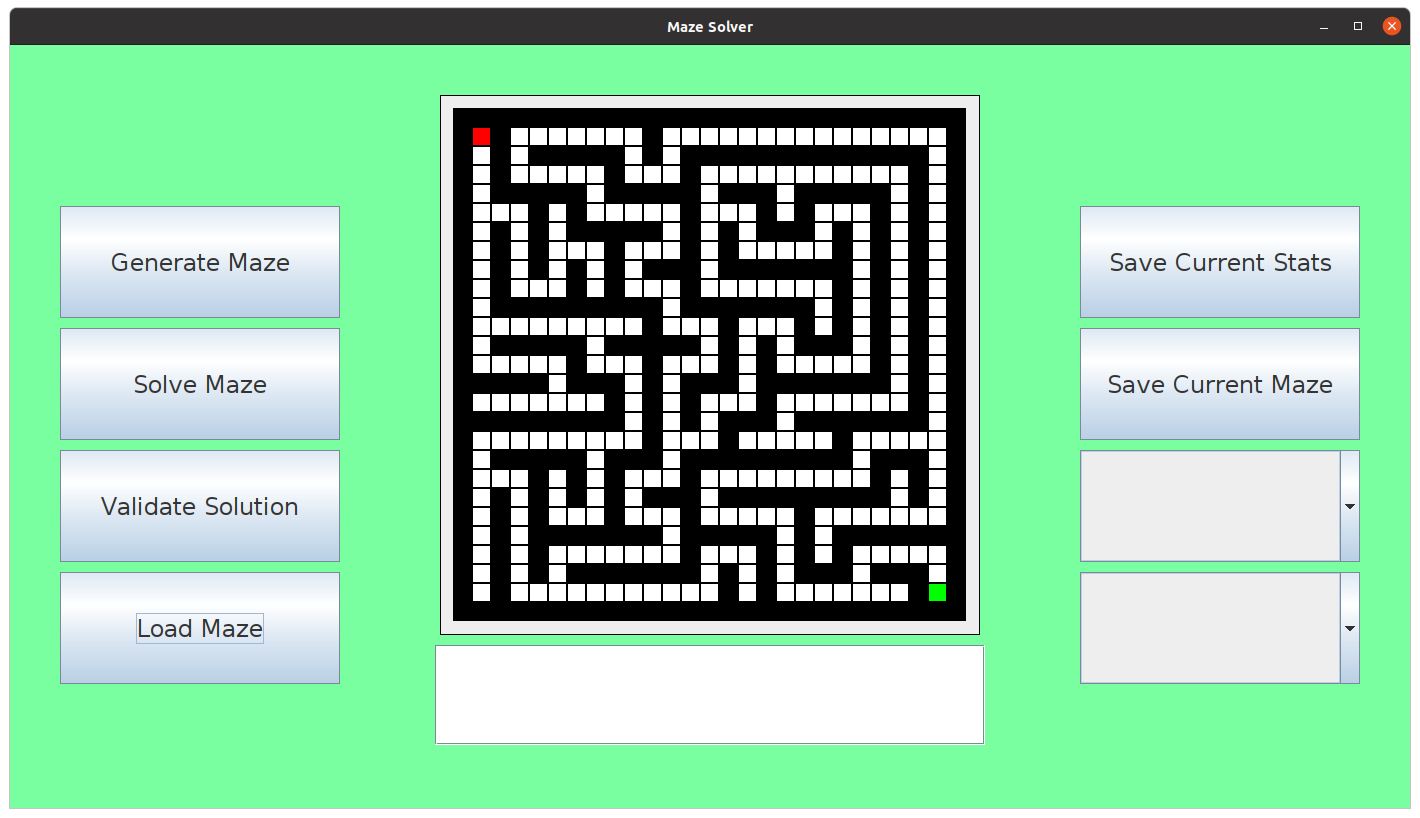 Maze Solver
Generate Maze
Solve Maze
Validate Solution
Load Maze
Save Current Stats
Save Current Maze